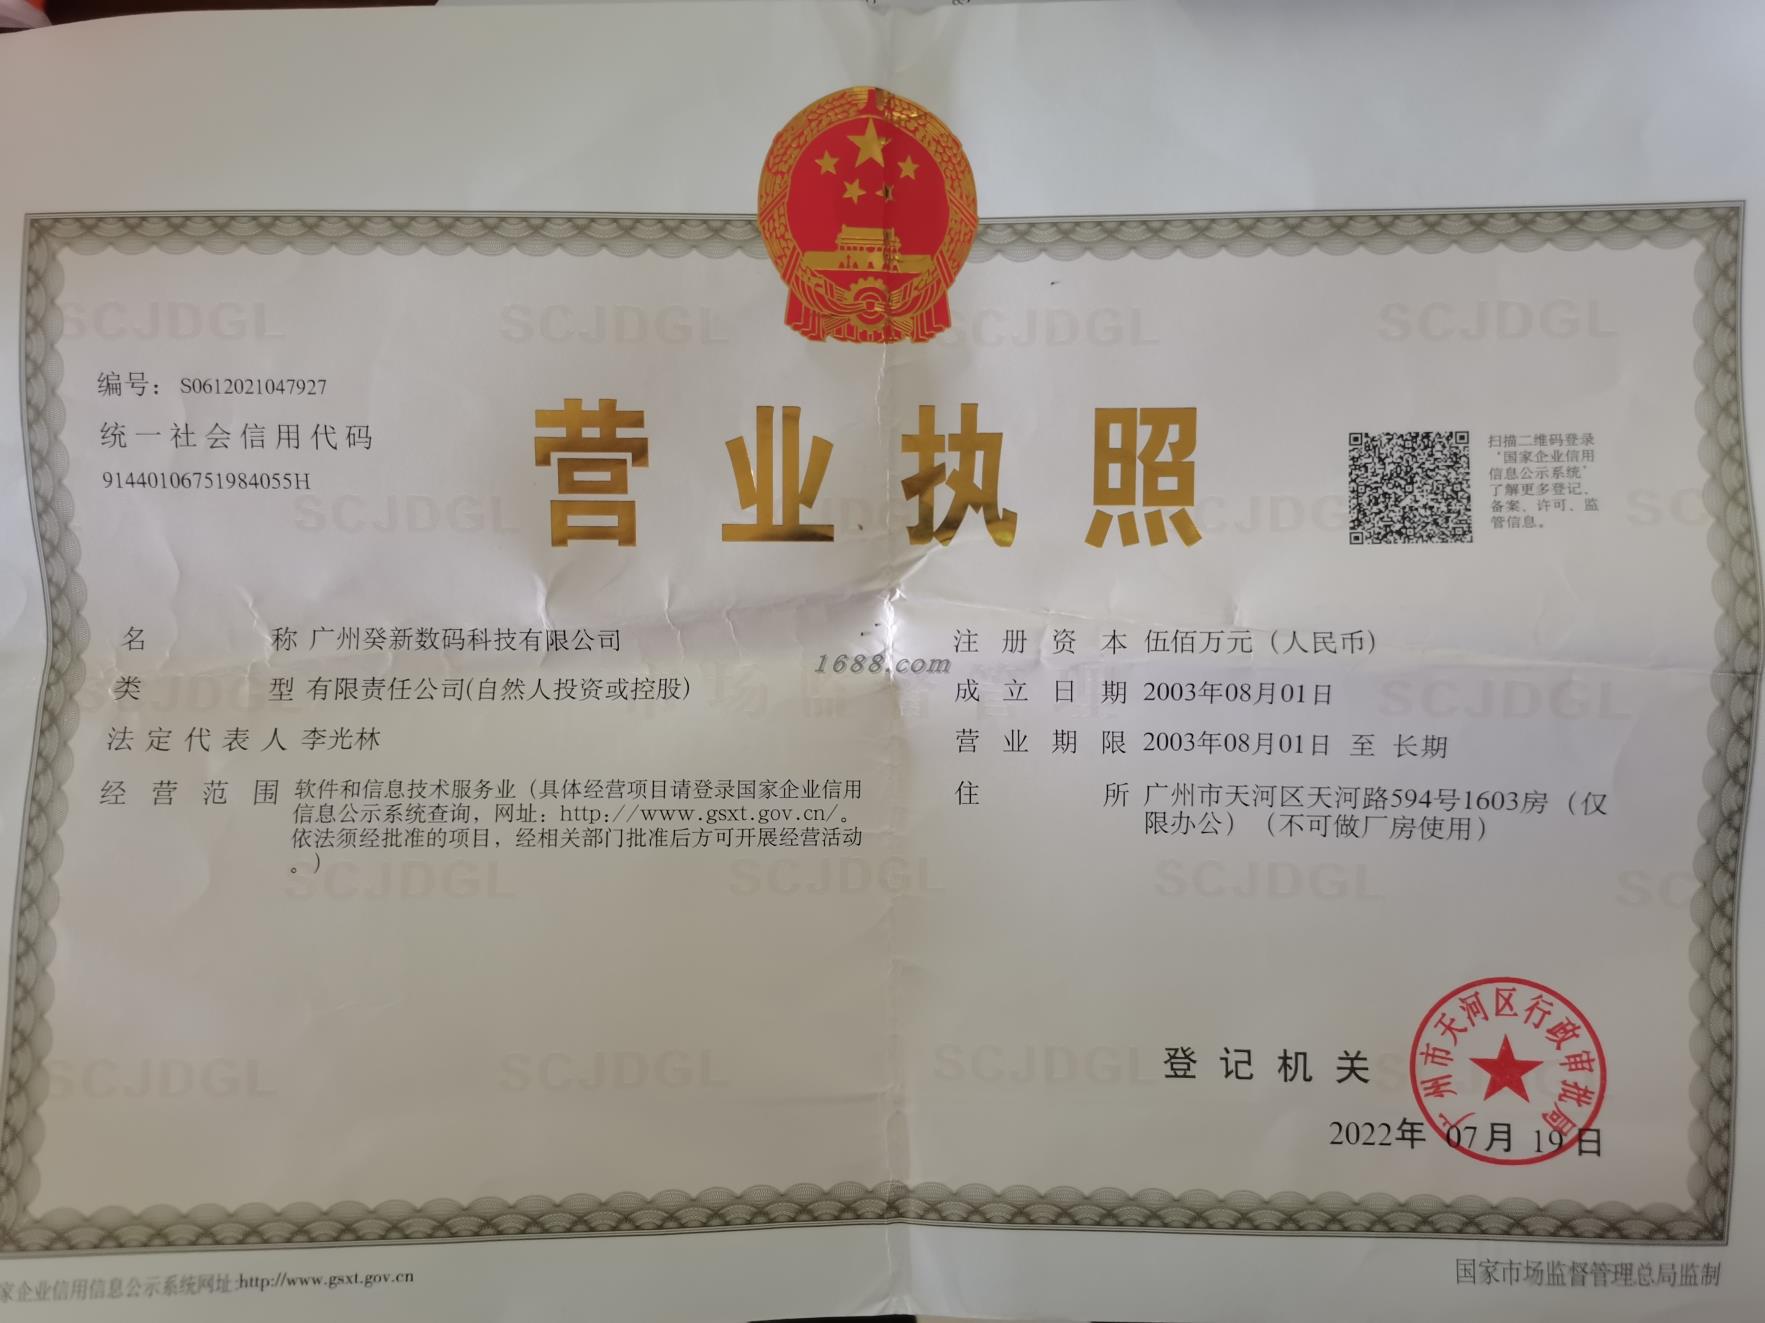 编号： S0612021047927
统一社会信用代码
91440106751984055H
营业执照
扫描二维码登录
‘国家企业信用
信息公示系统’
了解更多登记、
备案、许可、监
管信息。
名称 广州癸新数码科技有限公司
类型 有限责任公司(自然人投资或控股)
法定代表人 李光林
经营范围 软件和信息技术服务业（具体经营项目请登录国家企业信用
信息公示系统查询，网址：http://www.gsxt.gov.cn/。
依法须经批准的项目，经相关部门批准后方可开展经营活动
。）
1688.com
注册资本 伍佰万元（人民币）
成立日期 2003年08月01日
营业期限 2003年08月01日 至 长期
住所 广州市天河区天河路594号1603房（仅
限办公）（不可做厂房使用）
登记机关
广州市天河区行政审批局
2022年 07月 19日
家企业信用信息公示系统网址:http://www.gsxt.gov.cn
国家市场监督管理总局监制
SCJDGL